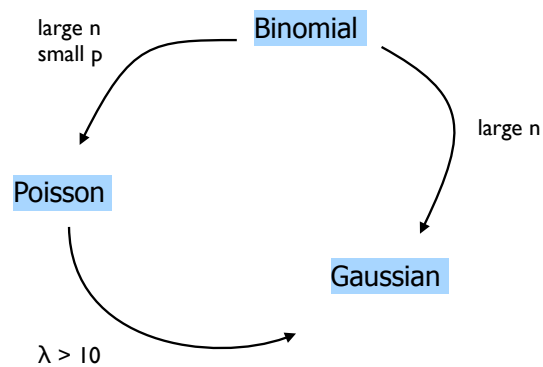 large n
small p
Binomial
large n
Poisson
Gaussian
λ > 10